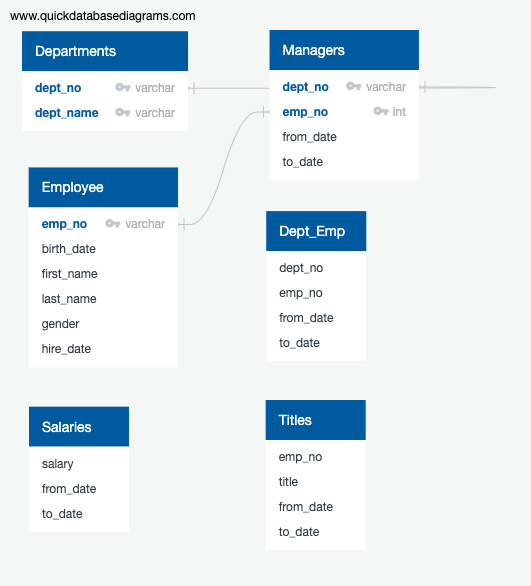 www.quickdatabasediagrams.com
Departments
dept_no varchar
dept_name varchar
Managers
dept_no varchar
emp_no int
from_date
to_date
Employee
emp_no varchar
birth_date
first_name
last_name
gender
hire_date
Dept_Emp
dept_no
emp_no
from_date
to_date
Salaries
salary
from_date
to_date
Titles
emp_no
title
from_date
to_date